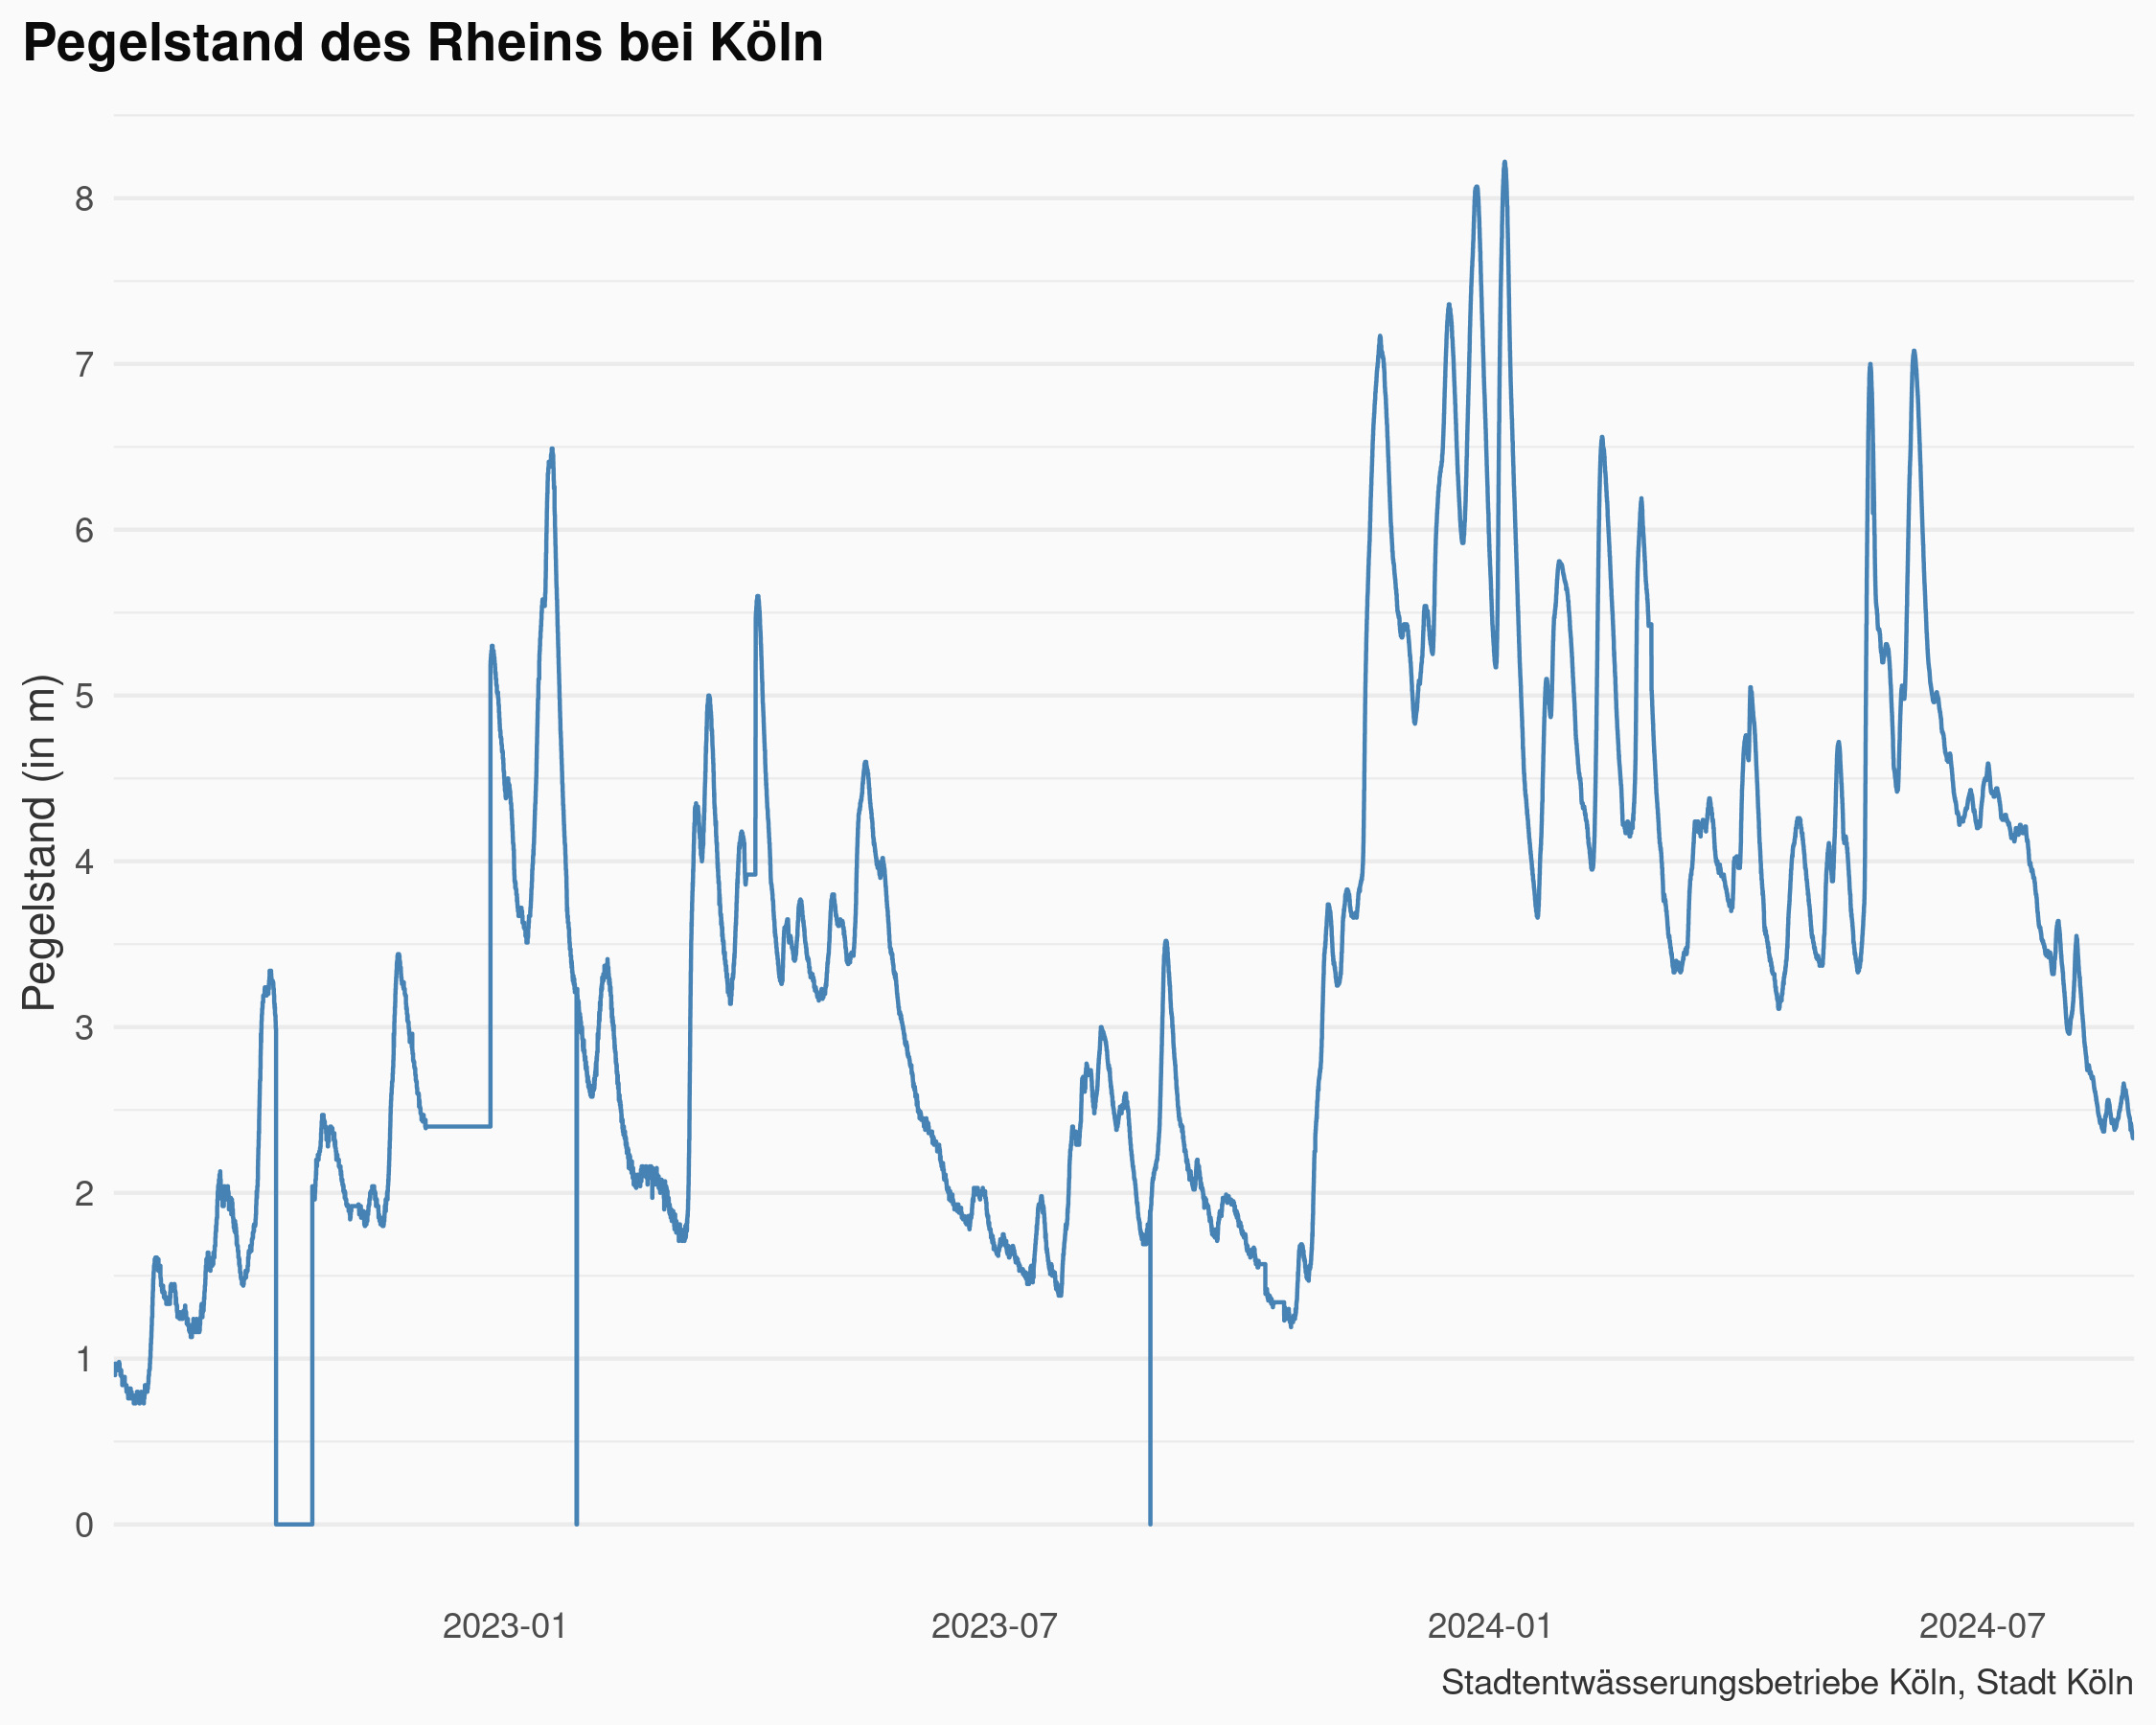 Pegelstand des Rheins bei Köln
Pegelstand (in m)
8
7
6
5
4
3
2
1
0
2023-01 2023-07 2024-01 2024-07
Stadtentwässerungsbetriebe Köln, Stadt Köln